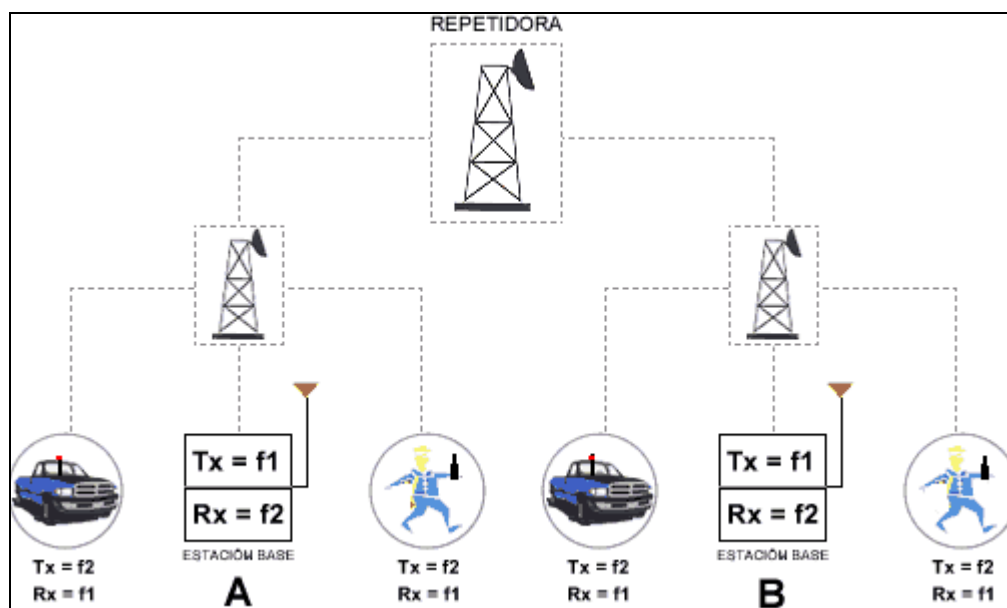 REPETIDORA
Tx = f1
Rx = f2
ESTACIÓN BASE
A
Tx = f2
Rx = f1
Tx = f2
Rx = f1
Tx = f1
Rx = f2
ESTACIÓN BASE
B
Tx = f2
Rx = f1
Tx = f2
Rx = f1